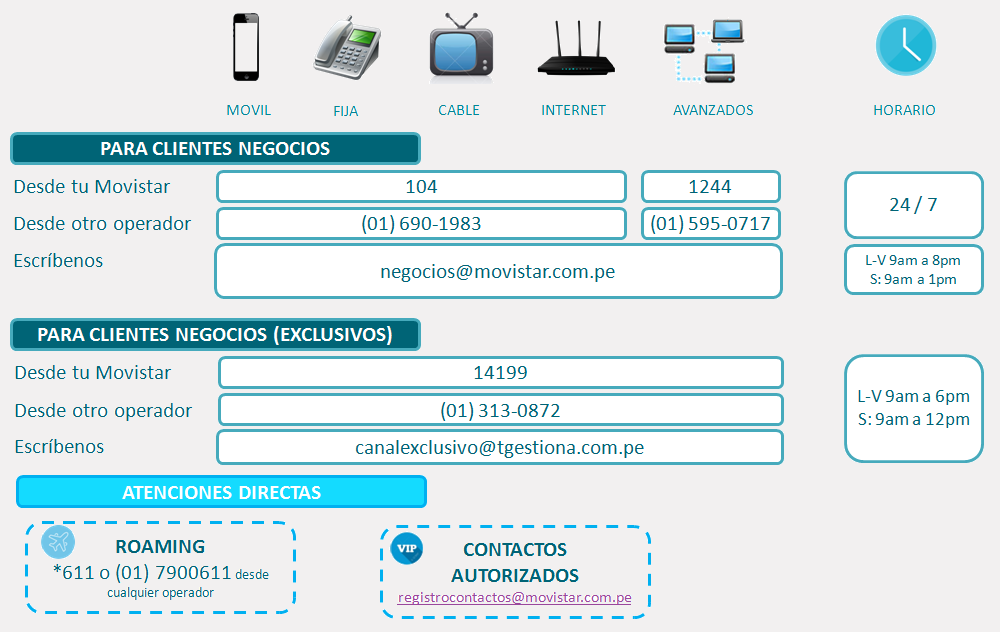 MOVIL
FIJA
CABLE
INTERNET
AVANZADOS
HORARIO
PARA CLIENTES NEGOCIOS
Desde tu Movistar
104
1244
24 / 7
Desde otro operador
(01) 690-1983
(01) 595-0717
Escríbenos
negocios@movistar.com.pe
L-V 9am a 8pm
S: 9am a 1pm
PARA CLIENTES NEGOCIOS (EXCLUSIVOS)
Desde tu Movistar
14199
Desde otro operador
(01) 313-0872
Escríbenos
canalexclusivo@tgestiona.com.pe
L-V 9am a 6pm
S: 9am a 12pm
ATENCIONES DIRECTAS
ROAMING
*611 o (01) 7900611 desde
cualquier operador
VIP
CONTACTOS
AUTORIZADOS
registrocontactos@movistar.com.pe